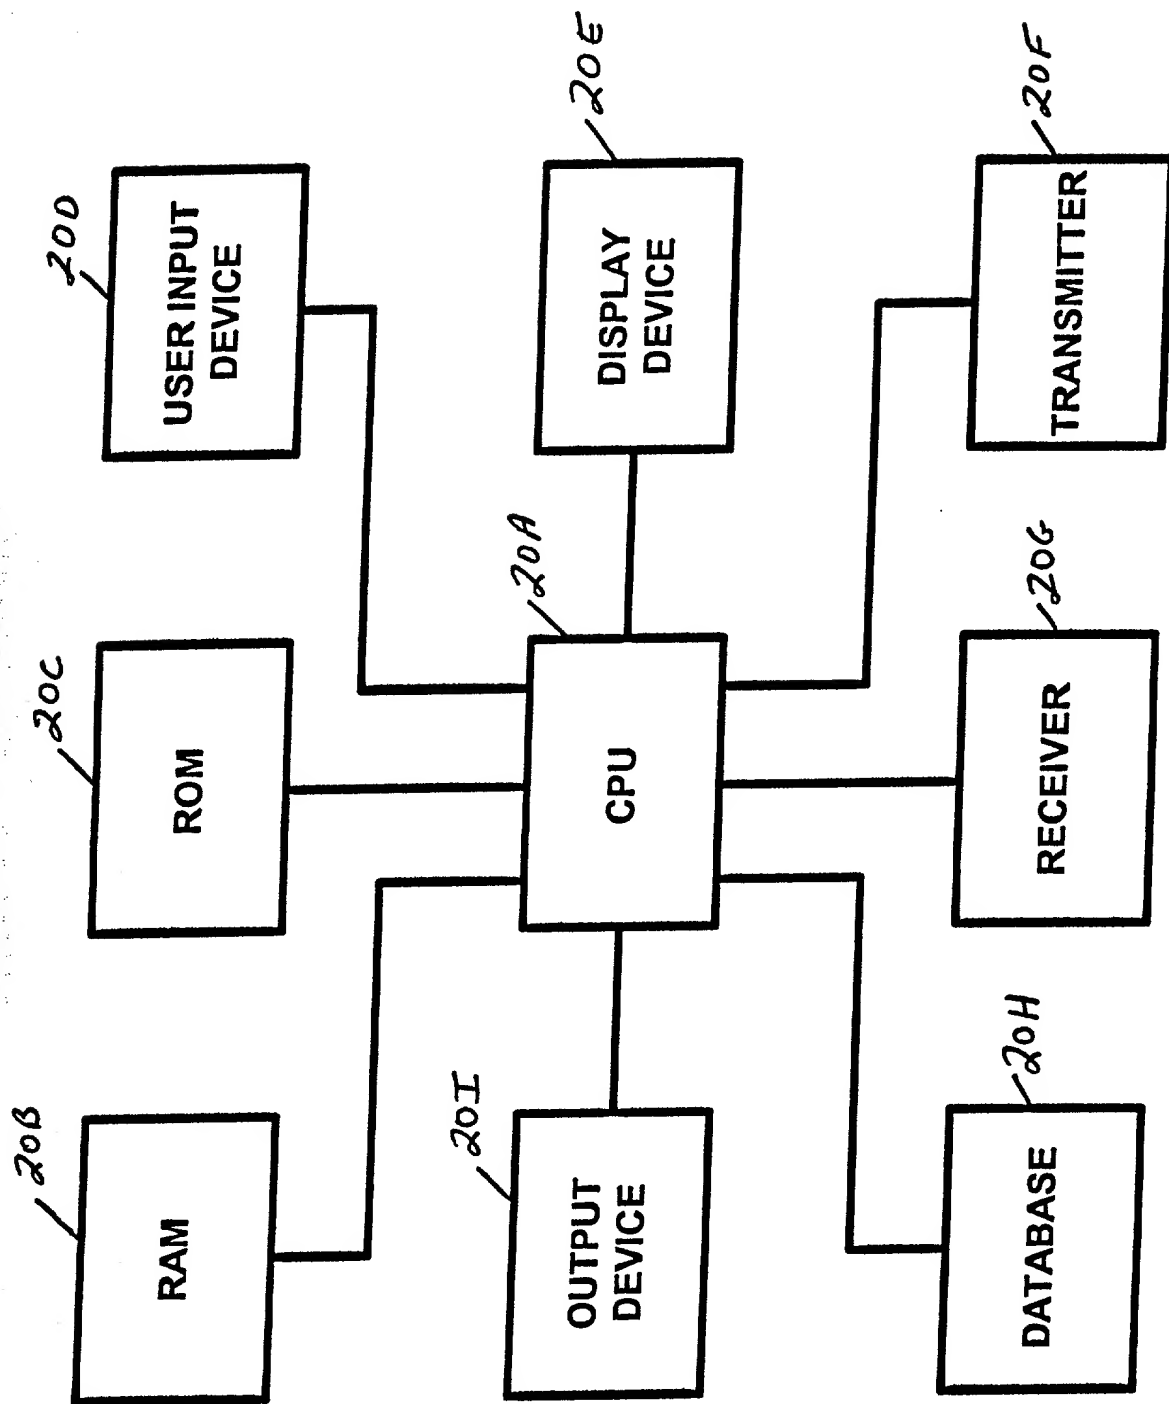 20B
20C
20D
RAM
ROM
USER INPUT
DEVICE
20I
20A
20E
OUTPUT
DEVICE
CPU
DISPLAY
DEVICE
20H
20G
20F
DATABASE
RECEIVER
TRANSMITTER